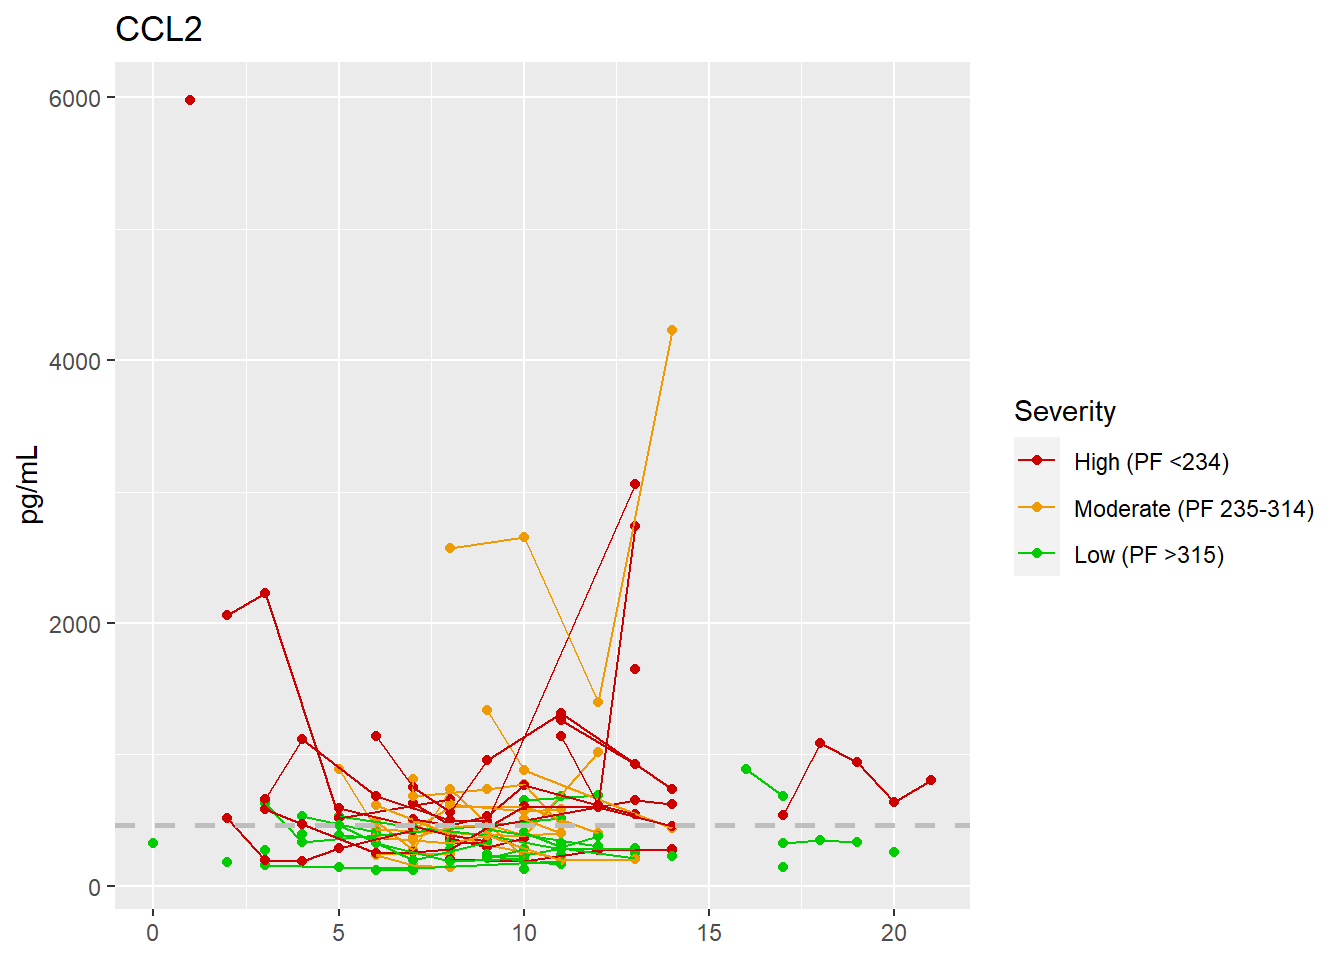 CCL2
6000
4000
2000
0
pg/mL
0 5 10 15 20
Severity
High (PF <234)
Moderate (PF 235-314)
Low (PF >315)